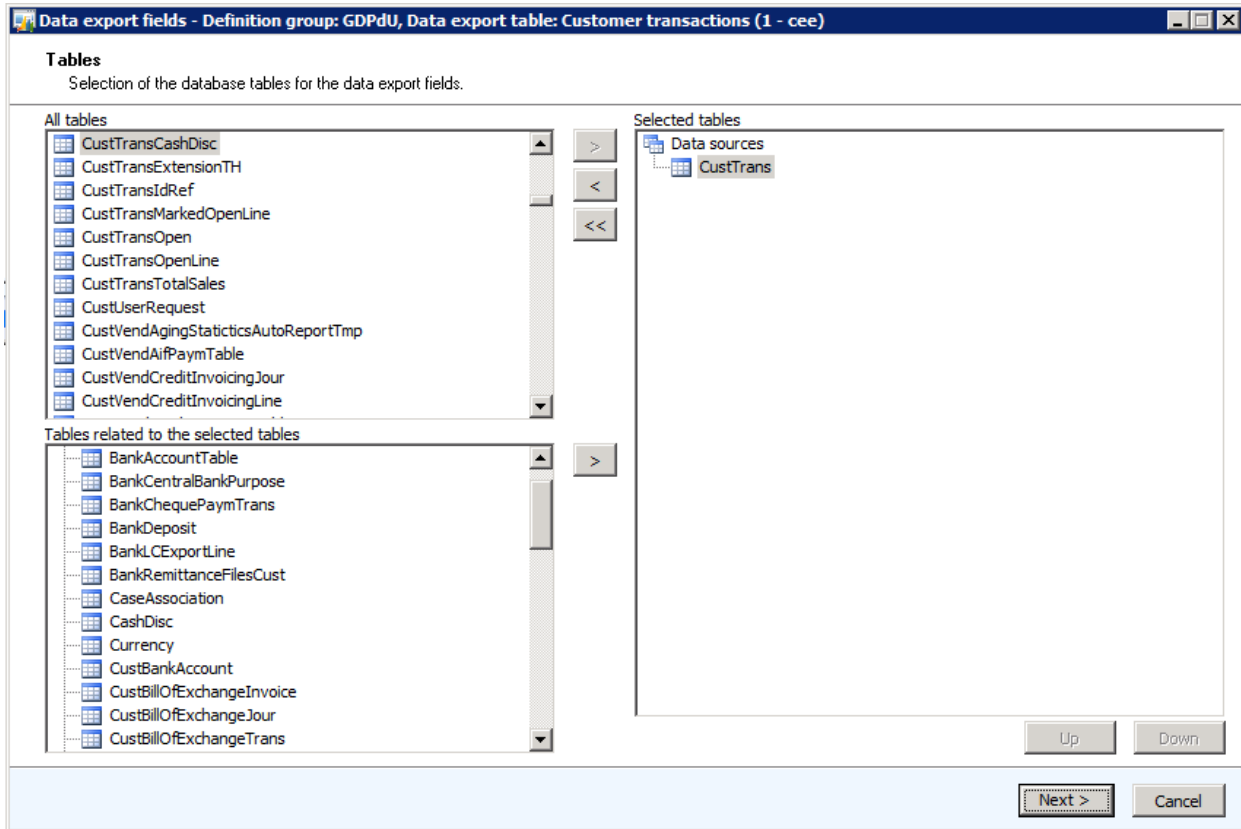 Data export fields - Definition group: GDPdU, Data export table: Customer transactions (1 - cee)
Tables
Selection of the database tables for the data export fields.
All tables
CustTransCashDisc
CustTransExtensionTH
CustTransIdRef
CustTransMarkedOpenLine
CustTransOpen
CustTransOpenLine
CustTransTotalSales
CustUserRequest
CustVendAgingStaticticsAutoReportTmp
CustVendAifPaymTable
CustVendCreditInvoicingJour
CustVendCreditInvoicingLine
>
<
<<
Selected tables
Data sources
CustTrans
Tables related to the selected tables
BankAccountTable
BankCentralBankPurpose
BankChequePaymTrans
BankDeposit
BankLCExportLine
BankRemittanceFilesCust
CaseAssociation
CashDisc
Currency
CustBankAccount
CustBillOfExchangeInvoice
CustBillOfExchangeJour
CustBillOfExchangeTrans
>
Up Down
Next > Cancel